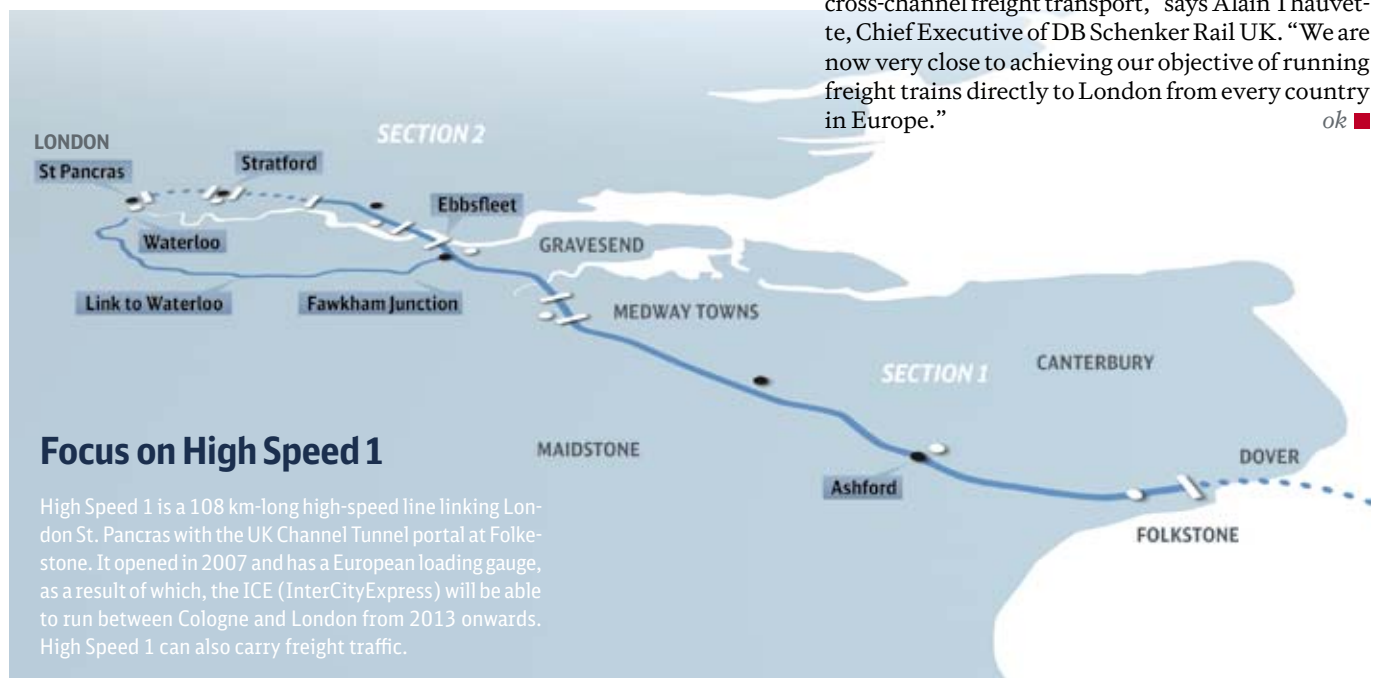 cross-channel freight transport,” says Alain Thauvet-
te, Chief Executive of DB Schenker Rail UK. “We are
now very close to achieving our objective of running
freight trains directly to London from every country
in Europe.” ok
LONDON
SECTION 2
St Pancras
Stratford
Ebbsfleet
Waterloo
GRAVESEND
Link to Waterloo
Fawkham Junction
MEDWAY TOWNS
SECTION 1
CANTERBURY
MAIDSTONE
DOVER
Ashford
FOLKSTONE
Focus on High Speed 1
High Speed 1 is a 108 km-long high-speed line linking Lon-
don St. Pancras with the UK Channel Tunnel portal at Folke-
stone. It opened in 2007 and has a European loading gauge,
as a result of which, the ICE (InterCityExpress) will be able
to run between Cologne and London from 2013 onwards.
High Speed 1 can also carry freight traffic.